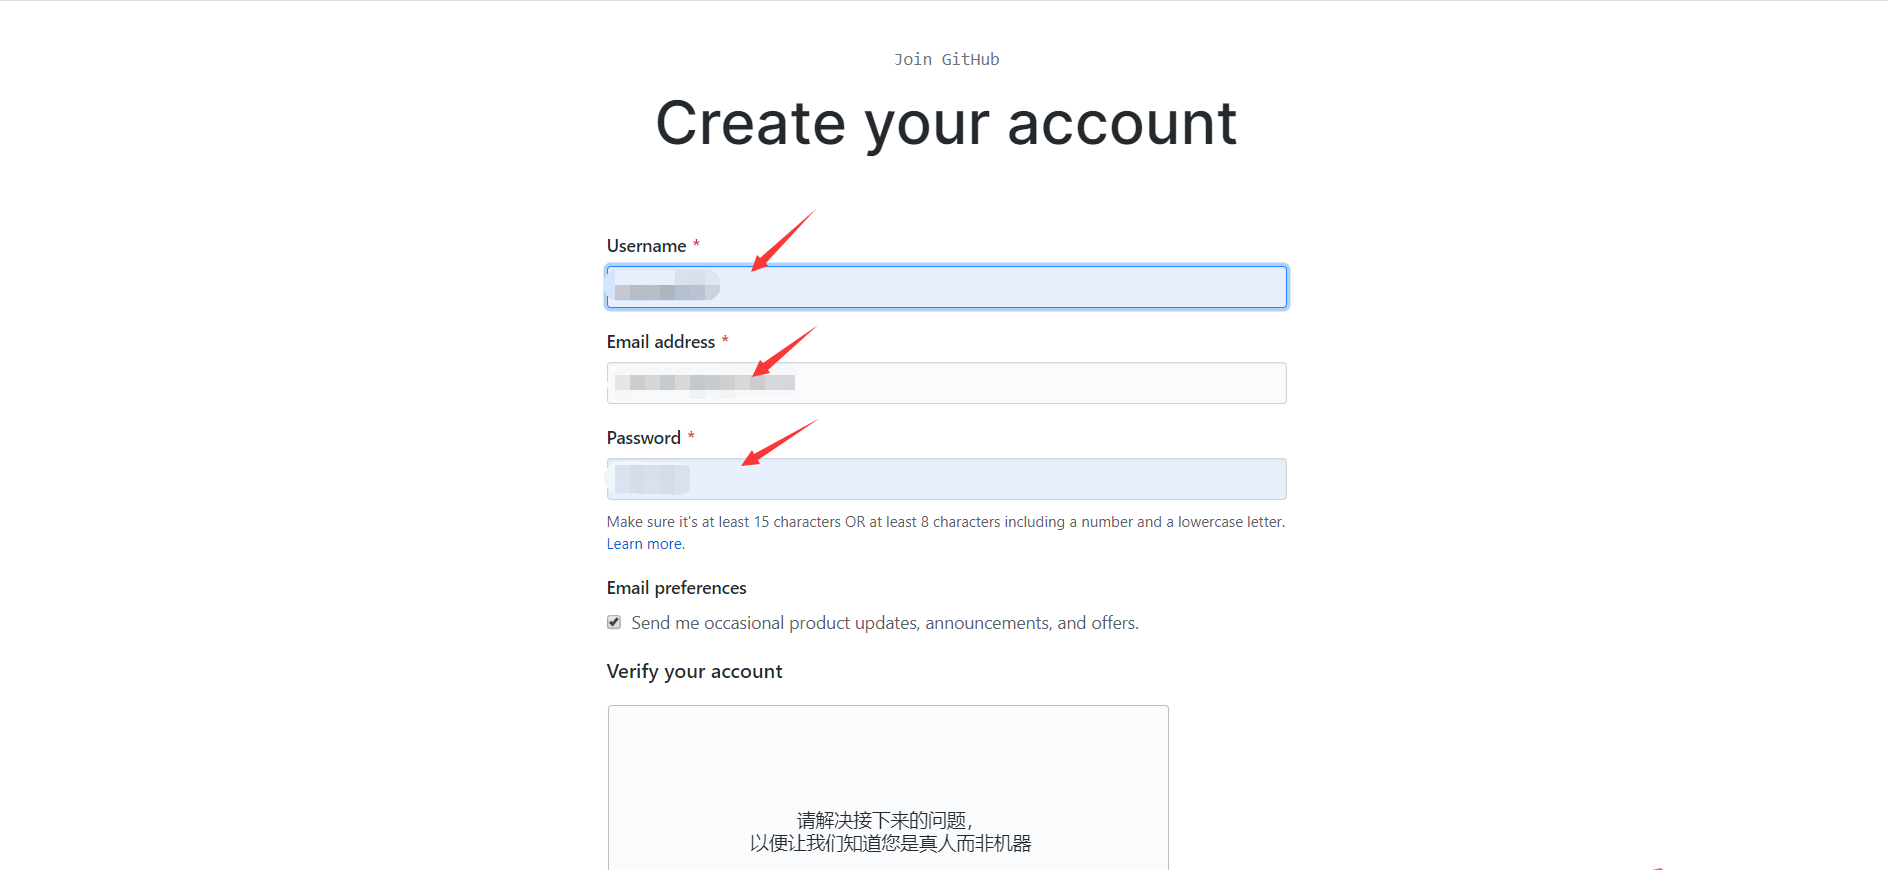 Join GitHub
Create your account
Username *
Email address *
Password *
Make sure it's at least 15 characters OR at least 8 characters including a number and a lowercase letter.
Learn more.
Email preferences
Send me occasional product updates, announcements, and offers.
Verify your account
请解决接下来的问题，
以便让我们知道您是真人而非机器